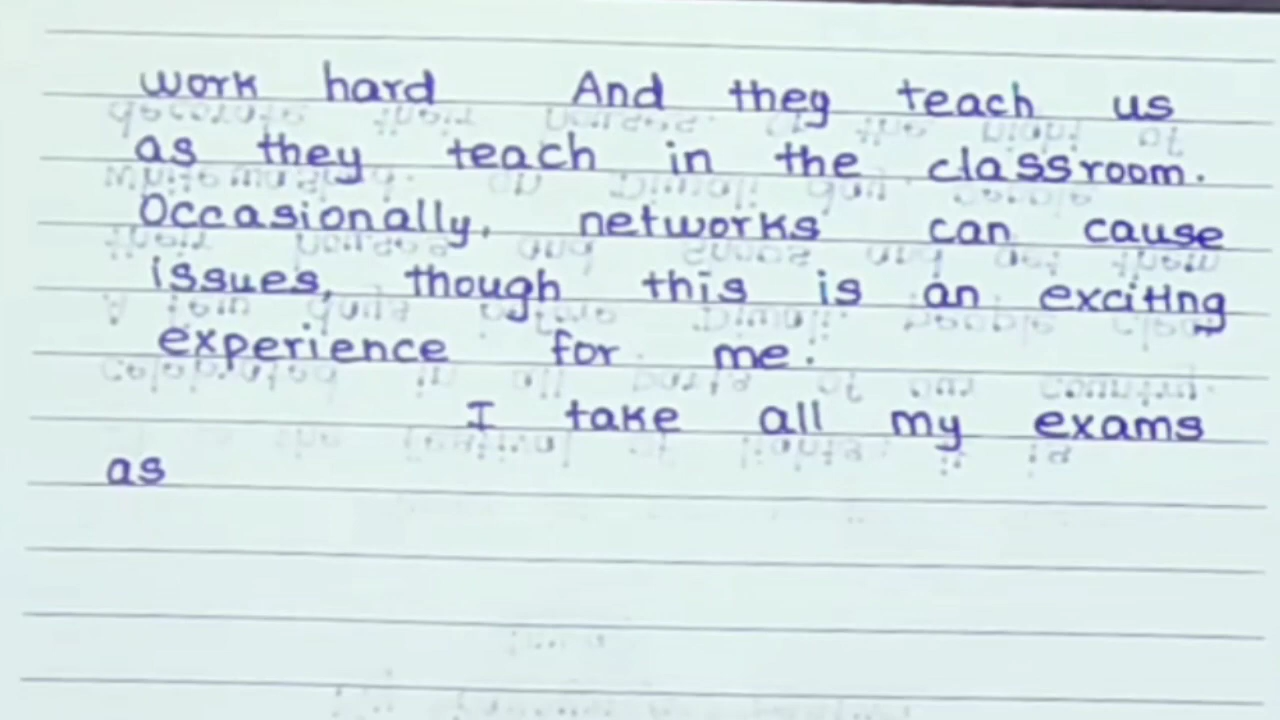 work hard And they teach us
as they teach in the classroom.
Occasionally, networks can cause
issues, though this is an exciting
experience for me.
I take all my exams
as